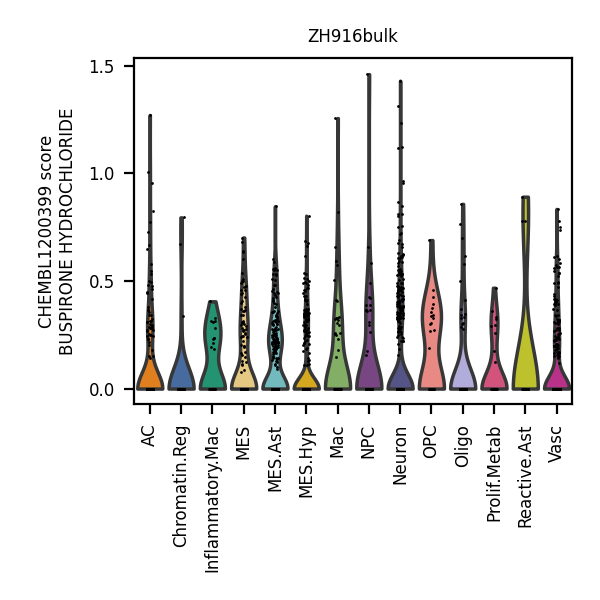 ZH916bulk
CHEMBL1200399 score
BUSPIRONE HYDROCHLORIDE
1.5
1.0
0.5
0.0
AC
Chromatin.Reg
Inflammatory.Mac
MES
MES.Ast
MES.Hyp
Mac
NPC
Neuron
OPC
Oligo
Prolif.Metab
Reactive.Ast
Vasc